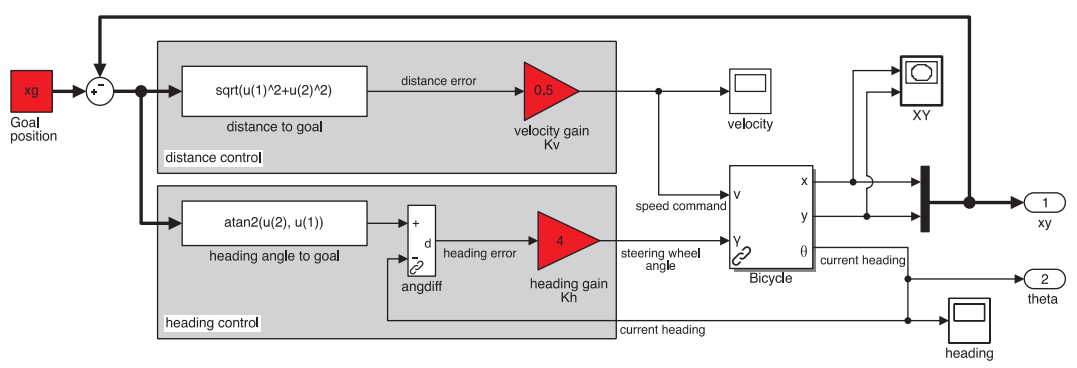 xg
Goal
position
+
−
sqrt(u(1)^2+u(2)^2)
distance to goal
distance error
0.5
velocity gain
Kv
distance control
velocity
XY
atan2(u(2), u(1))
heading angle to goal
+
−
d
angdiff
heading error
4
heading gain
Kh
heading control
speed command
steering wheel
angle
current heading
v
γ
x
y
θ
Bicycle
current heading
1
xy
2
theta
heading